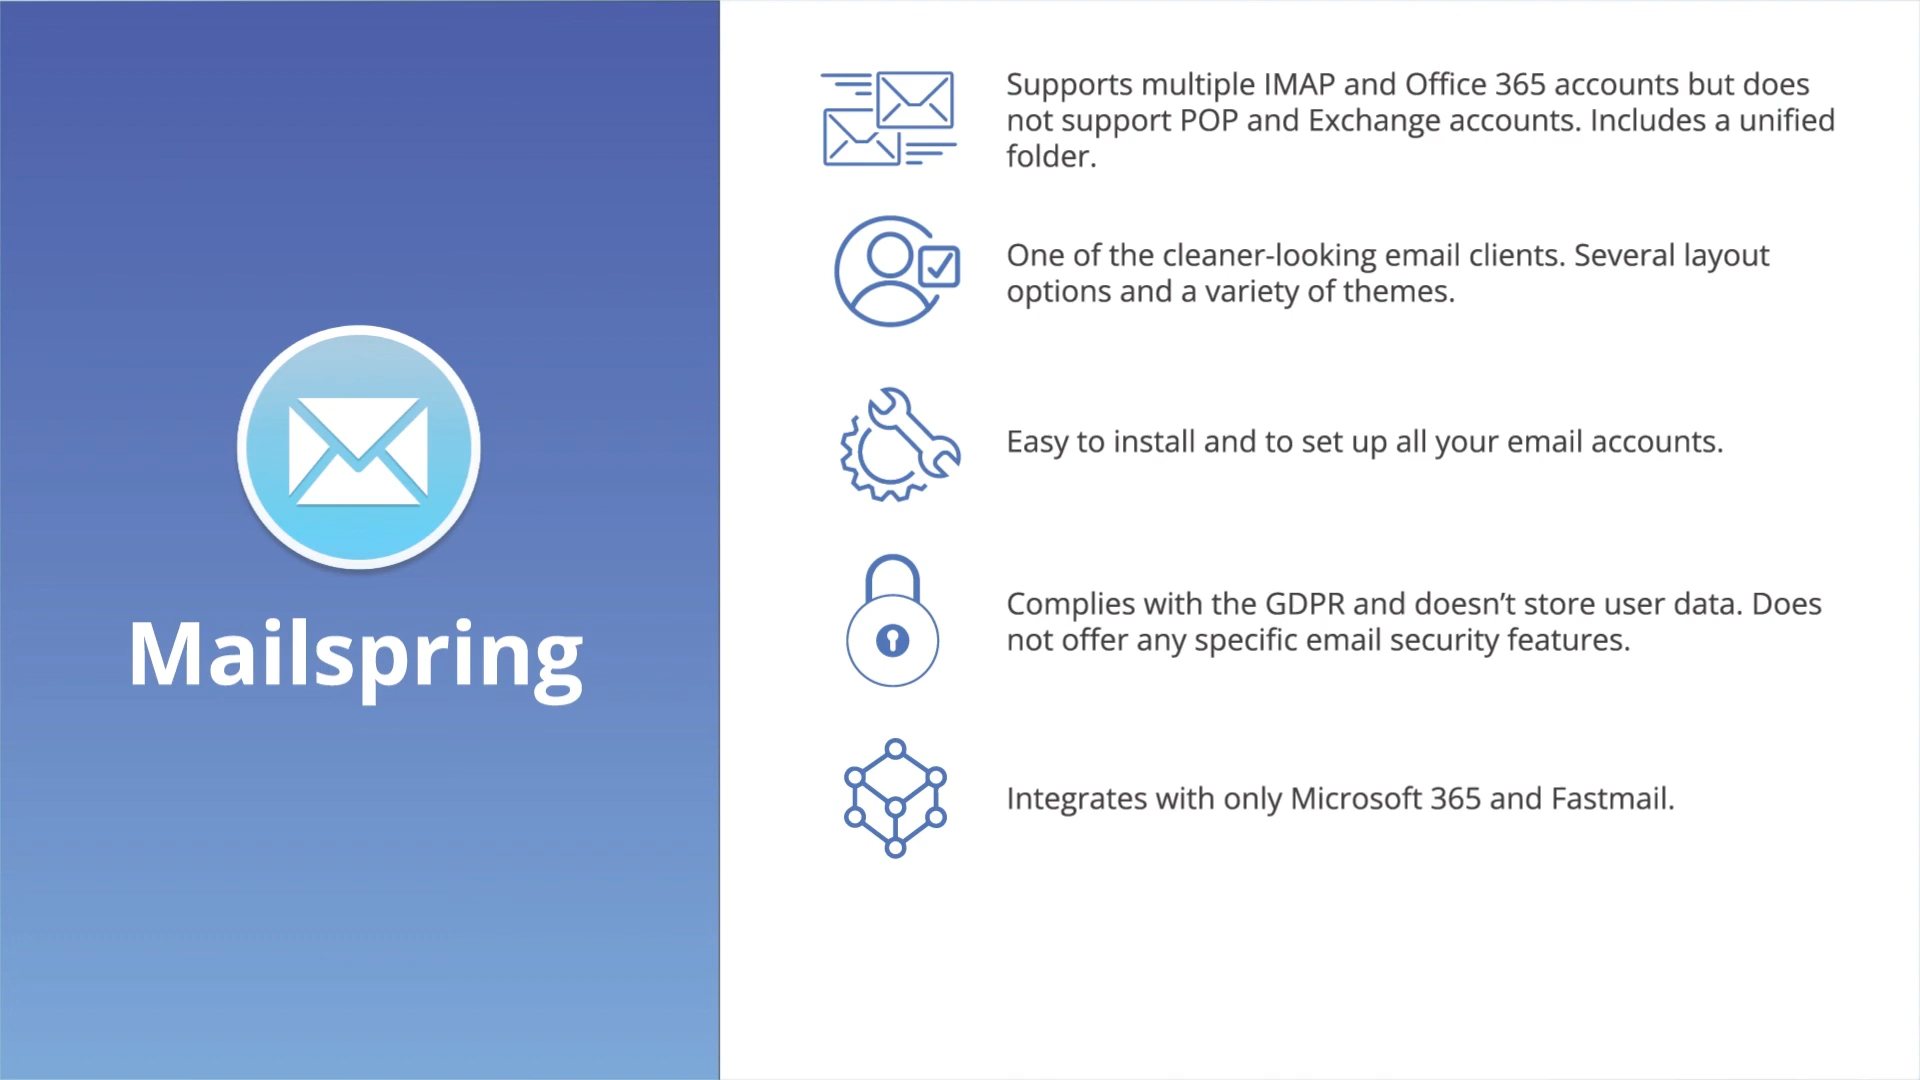 Mailspring
Supports multiple IMAP and Office 365 accounts but does
not support POP and Exchange accounts. Includes a unified
folder.
One of the cleaner-looking email clients. Several layout
options and a variety of themes.
Easy to install and to set up all your email accounts.
Complies with the GDPR and doesn’t store user data. Does
not offer any specific email security features.
Integrates with only Microsoft 365 and Fastmail.